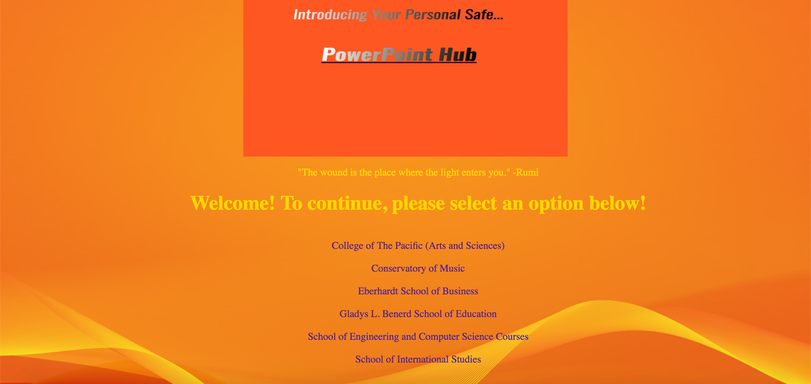 Introducing Your Personal Safe...
PowerPoint Hub
"The wound is the place where the light enters you." -Rumi
Welcome! To continue, please select an option below!
College of The Pacific (Arts and Sciences)
Conservatory of Music
Eberhardt School of Business
Gladys L. Benerd School of Education
School of Engineering and Computer Science Courses
School of International Studies